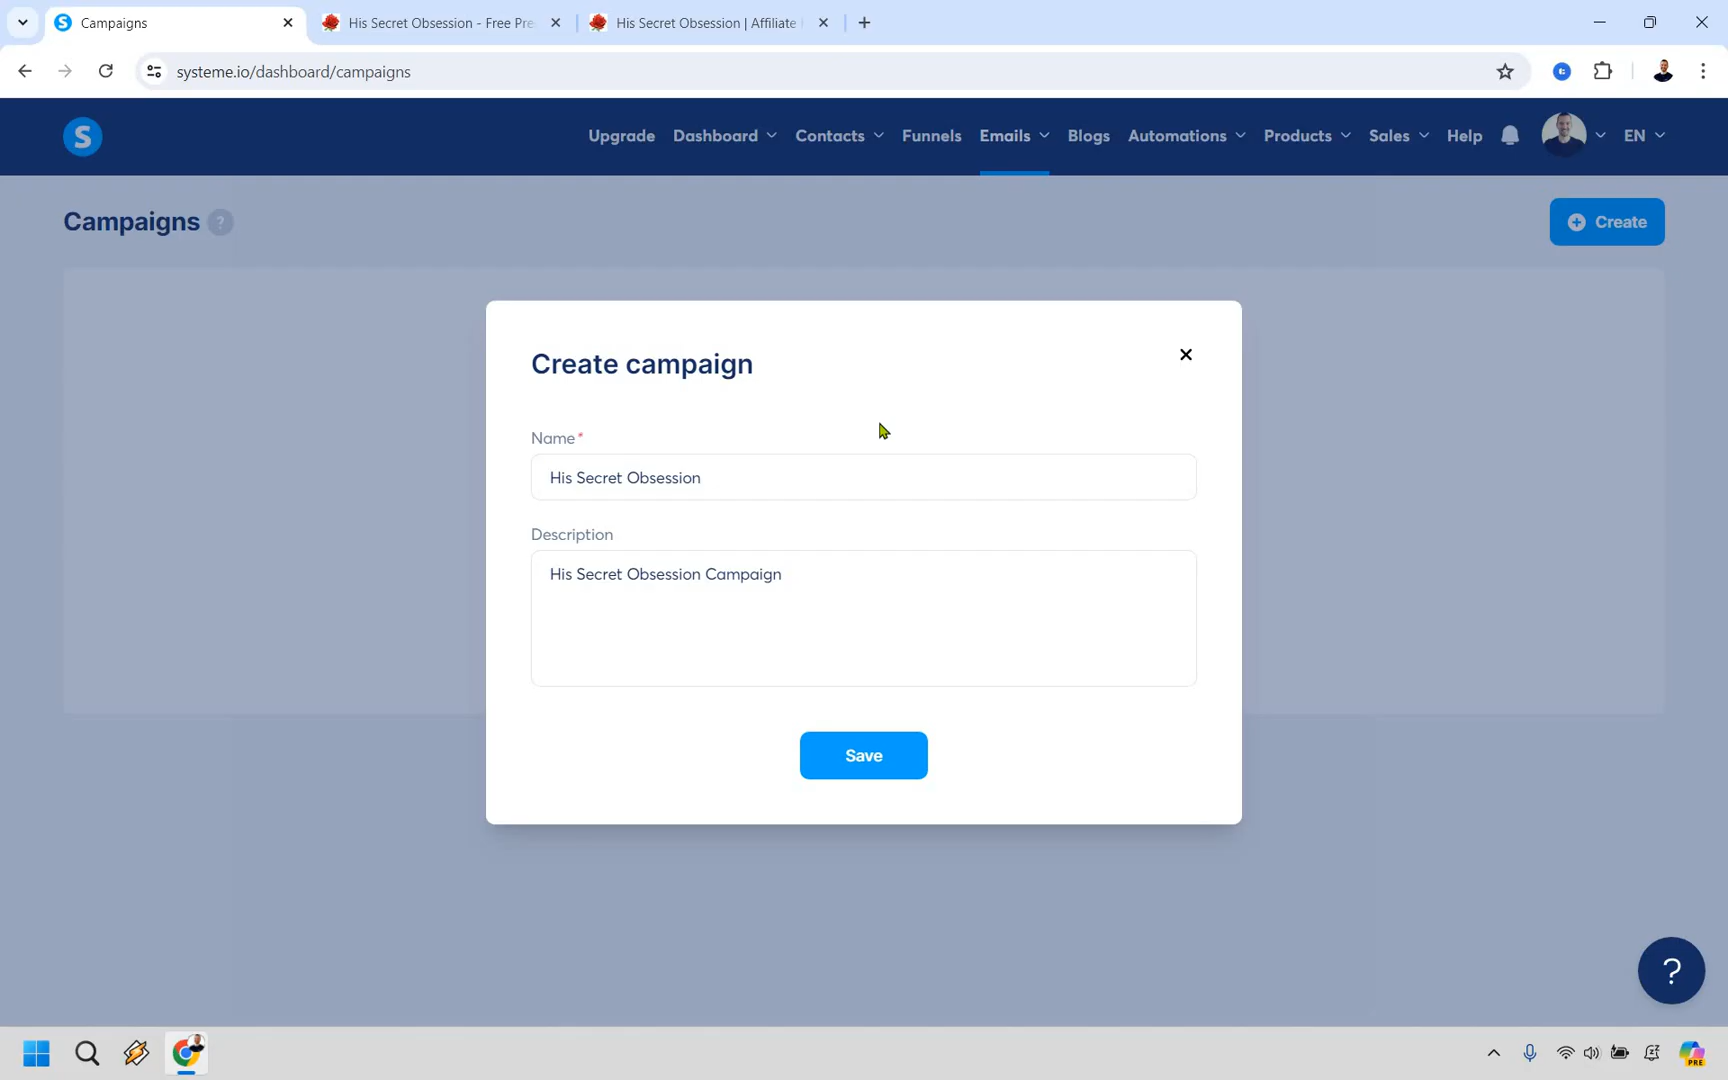 Campaigns
His Secret Obsession - Free Pre
His Secret Obsession | Affiliate
systeme.io/dashboard/campaigns
S
Upgrade Dashboard Contacts Funnels Emails Blogs Automations Products Sales Help EN
Campaigns ?
Create
Create campaign
Name*
His Secret Obsession
Description
His Secret Obsession Campaign
Save
?
PRE